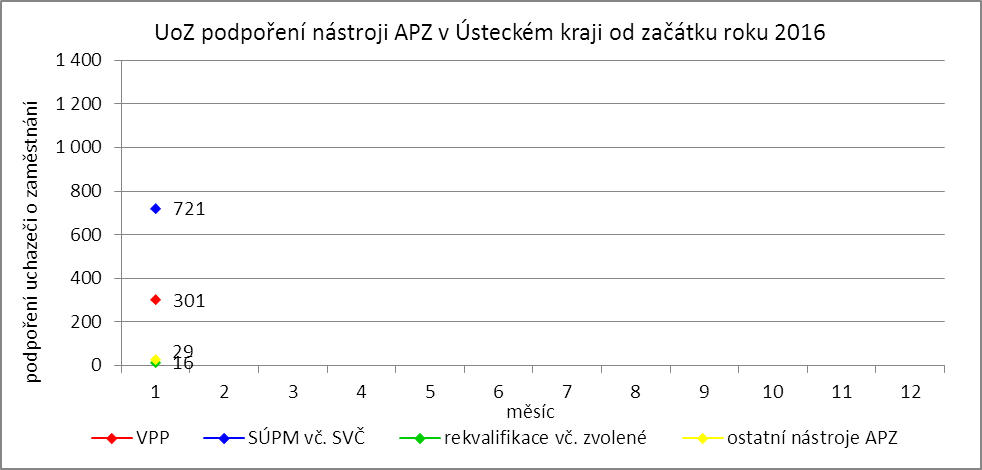 UoZ podpoření nástroji APZ v Ústeckém kraji od začátku roku 2016
podpoření uchazeči o zaměstnání
1 400
1 200
1 000
800
600
400
200
0
721
301
29
16
1 2 3 4 5 6 7 8 9 10 11 12
měsíc
VPP SÚPM vč. SVČ rekvalifikace vč. zvolené ostatní nástroje APZ